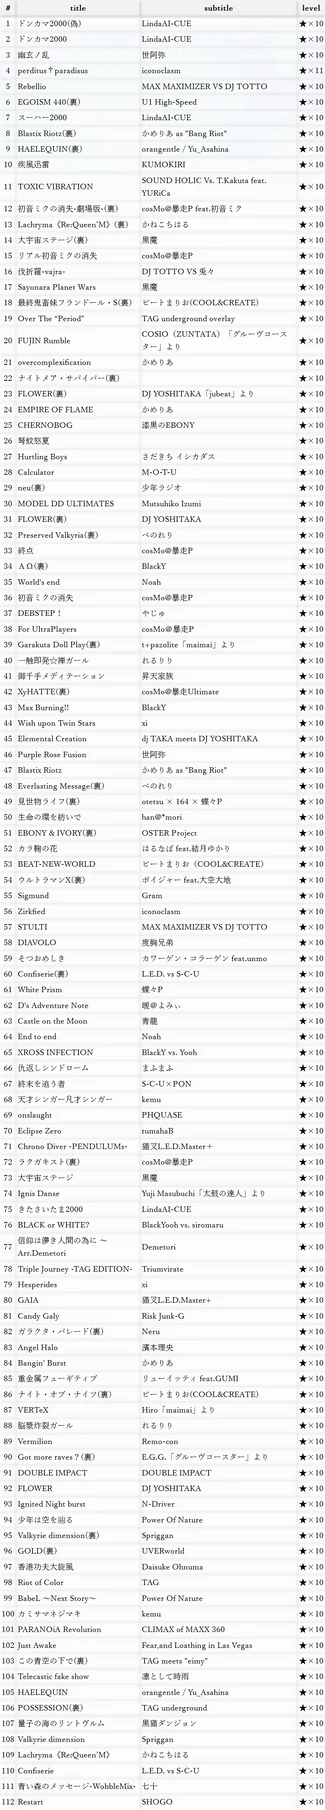 # title subtitle level
1 ドンカマ2000(偽) LindaAI-CUE ★×10
2 ドンカマ2000 LindaAI-CUE ★×10
3 幽玄ノ乱 世阿弥 ★×10
4 perditus†paradisus iconoclasm ★×11
5 Rebellio MAX MAXIMIZER VS DJ TOTTO ★×10
6 EGOISM 440(裏) U1 High-Speed ★×10
7 スーハー2000 LindaAI-CUE ★×10
8 Blastix Riotz(裏) かめりあ as "Bang Riot" ★×10
9 HAELEQUIN(裏) orangentle / Yu_Asahina ★×10
10 疾風迅雷 KUMOKIRI ★×10
11 TOXIC VIBRATION SOUND HOLIC Vs. T.Kakuta feat.
YURiCa ★×10
12 初音ミクの消失-劇場版-(裏) cosMo@暴走P feat.初音ミク ★×10
13 Lachryma《Re:Queen'M》(裏) かねこちはる ★×10
14 大宇宙ステージ(裏) 黒魔 ★×10
15 リアル初音ミクの消失 cosMo@暴走P ★×10
16 伐折羅-vajra- DJ TOTTO VS 兎々 ★×10
17 Sayonara Planet Wars 黒魔 ★×10
18 最終鬼畜妹フランドール・S(裏) ビートまりお(COOL&CREATE) ★×10
19 Over The "Period" TAG underground overlay ★×10
20 FUJIN Rumble COSIO（ZUNTATA）「グルーヴコース
ター」より ★×10
21 overcomplexification かめりあ ★×10
22 ナイトメア・サバイバー(裏) ★×10
23 FLOWER(裏) DJ YOSHITAKA「jubeat」より ★×10
24 EMPIRE OF FLAME かめりあ ★×10
25 CHERNOBOG 漆黒のEBONY ★×10
26 弩蚊怒夏 ★×10
27 Hurtling Boys さだきち イシカダス ★×10
28 Calculator M-O-T-U ★×10
29 neu(裏) 少年ラジオ ★×10
30 MODEL DD ULTIMATES Mutsuhiko Izumi ★×10
31 FLOWER(裏) DJ YOSHITAKA ★×10
32 Preserved Valkyria(裏) べのれり ★×10
33 終点 cosMo@暴走P ★×10
34 ΑΩ(裏) BlackY ★×10
35 World's end Noah ★×10
36 初音ミクの消失 cosMo@暴走P ★×10
37 DEBSTEP！ やじゅ ★×10
38 For UltraPlayers cosMo@暴走P ★×10
39 Garakuta Doll Play(裏) t+pazolite「maimai」より ★×10
40 一触即発☆禅ガール れるりり ★×10
41 御千手メディテーション 昇天家族 ★×10
42 XyHATTE(裏) cosMo@暴走Ultimate ★×10
43 Max Burning!! BlackY ★×10
44 Wish upon Twin Stars xi ★×10
45 Elemental Creation dj TAKA meets DJ YOSHITAKA ★×10
46 Purple Rose Fusion 世阿弥 ★×10
47 Blastix Riotz かめりあ as "Bang Riot" ★×10
48 Everlasting Message(裏) べのれり ★×10
49 見世物ライフ(裏) otetsu × 164 × 蝶々P ★×10
50 生命の環を紡いで han@*mori ★×10
51 EBONY & IVORY(裏) OSTER Project ★×10
52 カラ鞠の花 はるなば feat.結月ゆかり ★×10
53 BEAT-NEW-WORLD ビートまりお（COOL&CREATE） ★×10
54 ウルトラマンX(裏) ボイジャー feat.大空大地 ★×10
55 Sigmund Gram ★×10
56 Zirkfied iconoclasm ★×10
57 STULTI MAX MAXIMIZER VS DJ TOTTO ★×10
58 DIAVOLO 度胸兄弟 ★×10
59 そつおめしき カワーゲン・コラーゲン feat.unmo ★×10
60 Confiserie(裏) L.E.D. vs S-C-U ★×10
61 White Prism 蝶々P ★×10
62 D's Adventure Note 暖@よみぃ ★×10
63 Castle on the Moon 青龍 ★×10
64 End to end Noah ★×10
65 XROSS INFECTION BlackY vs. Yooh ★×10
66 仇返しシンドローム まふまふ ★×10
67 終末を追う者 S-C-U×PON ★×10
68 天才シンガー凡才シンガー kemu ★×10
69 onslaught PHQUASE ★×10
70 Eclipse Zero tumahaB ★×10
71 Chrono Diver -PENDULUMs- 猫叉L.E.D.Master+ ★×10
72 ラクガキスト(裏) cosMo@暴走P ★×10
73 大宇宙ステージ 黒魔 ★×10
74 Ignis Danse Yuji Masubuchi「太鼓の達人」より ★×10
75 きたさいたま2000 LindaAI-CUE ★×10
76 BLACK or WHITE? BlackYooh vs. siromaru ★×10
77 信仰は儚き人間の為に ～
Arr.Demetori Demetori ★×10
78 Triple Journey -TAG EDITION- Triumvirate ★×10
79 Hesperides xi ★×10
80 GAIA 猫叉L.E.D.Master+ ★×10
81 Candy Galy Risk Junk-G ★×10
82 ガラクタ・パレード(裏) Neru ★×10
83 Angel Halo 濱本理央 ★×10
84 Bangin' Burst かめりあ ★×10
85 重金属フューギティブ リューイッティ feat.GUMI ★×10
86 ナイト・オブ・ナイツ(裏) ビートまりお(COOL&CREATE) ★×10
87 VERTeX Hiro「maimai」より ★×10
88 脳漿炸裂ガール れるりり ★×10
89 Vermilion Remo-con ★×10
90 Got more raves？(裏) E.G.G.「グルーヴコースター」より ★×10
91 DOUBLE IMPACT DOUBLE IMPACT ★×10
92 FLOWER DJ YOSHITAKA ★×10
93 Ignited Night burst N-Driver ★×10
94 少年は空を辿る Power Of Nature ★×10
95 Valkyrie dimension(裏) Spriggan ★×10
96 GOLD(裏) UVERworld ★×10
97 香港功夫大旋風 Daisuke Ohnuma ★×10
98 Riot of Color TAG ★×10
99 BabeL ～Next Story～ Power Of Nature ★×10
100 カミサマネジマキ kemu ★×10
101 PARANOiA Revolution CLIMAX of MAXX 360 ★×10
102 Just Awake Fear,and Loathing in Las Vegas ★×10
103 この青空の下で(裏) TAG meets "eimy" ★×10
104 Telecastic fake show 凛として時雨 ★×10
105 HAELEQUIN orangentle / Yu_Asahina ★×10
106 POSSESSION(裏) TAG underground ★×10
107 量子の海のリントヴルム 黒猫ダンジョン ★×10
108 Valkyrie dimension Spriggan ★×10
109 Lachryma《Re:Queen'M》 かねこちはる ★×10
110 Confiserie L.E.D. vs S-C-U ★×10
111 青い森のメッセージ-WobbleMix- 七十 ★×10
112 Restart SHOGO ★×10